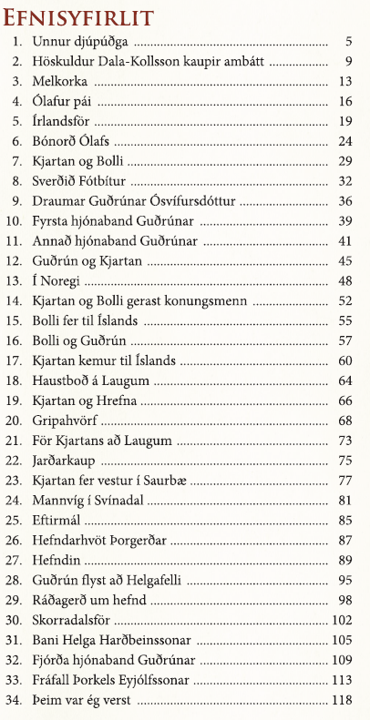 EFNISYFIRLIT
1. Unnur djúpúðga ... 5
2. Höskuldur Dala-Kollsson kaupir ambátt ... 9
3. Melkorka ... 13
4. Ólafur pái ... 16
5. Írlandsför ... 19
6. Bónorð Ólafs ... 24
7. Kjartan og Bolli ... 29
8. Sverðið Fótbítur ... 32
9. Draumar Guðrúnar Ósvífursdóttur ... 36
10. Fyrsta hjónaband Guðrúnar ... 39
11. Annað hjónaband Guðrúnar ... 41
12. Guðrún og Kjartan ... 45
13. Í Noregi ... 48
14. Kjartan og Bolli gerast konungsmenn ... 52
15. Bolli fer til Íslands ... 55
16. Bolli og Guðrún ... 57
17. Kjartan kemur til Íslands ... 60
18. Haustboð á Laugum ... 64
19. Kjartan og Hrefna ... 66
20. Gripahvörf ... 68
21. För Kjartans að Laugum ... 73
22. Jarðarkaup ... 75
23. Kjartan fer vestur í Saurbæ ... 77
24. Mannvíg í Svínadal ... 81
25. Eftirmál ... 85
26. Hefndarhvöt Þorgerðar ... 87
27. Hefndin ... 89
28. Guðrún flyst að Helgafelli ... 95
29. Ráðagerð um hefnd ... 98
30. Skorradalsför ... 102
31. Bani Helga Harðbeinssonar ... 105
32. Fjórða hjónaband Guðrúnar ... 109
33. Fráfall Þorkels Eyjólfssonar ... 113
34. Þeim var ég verst ... 118